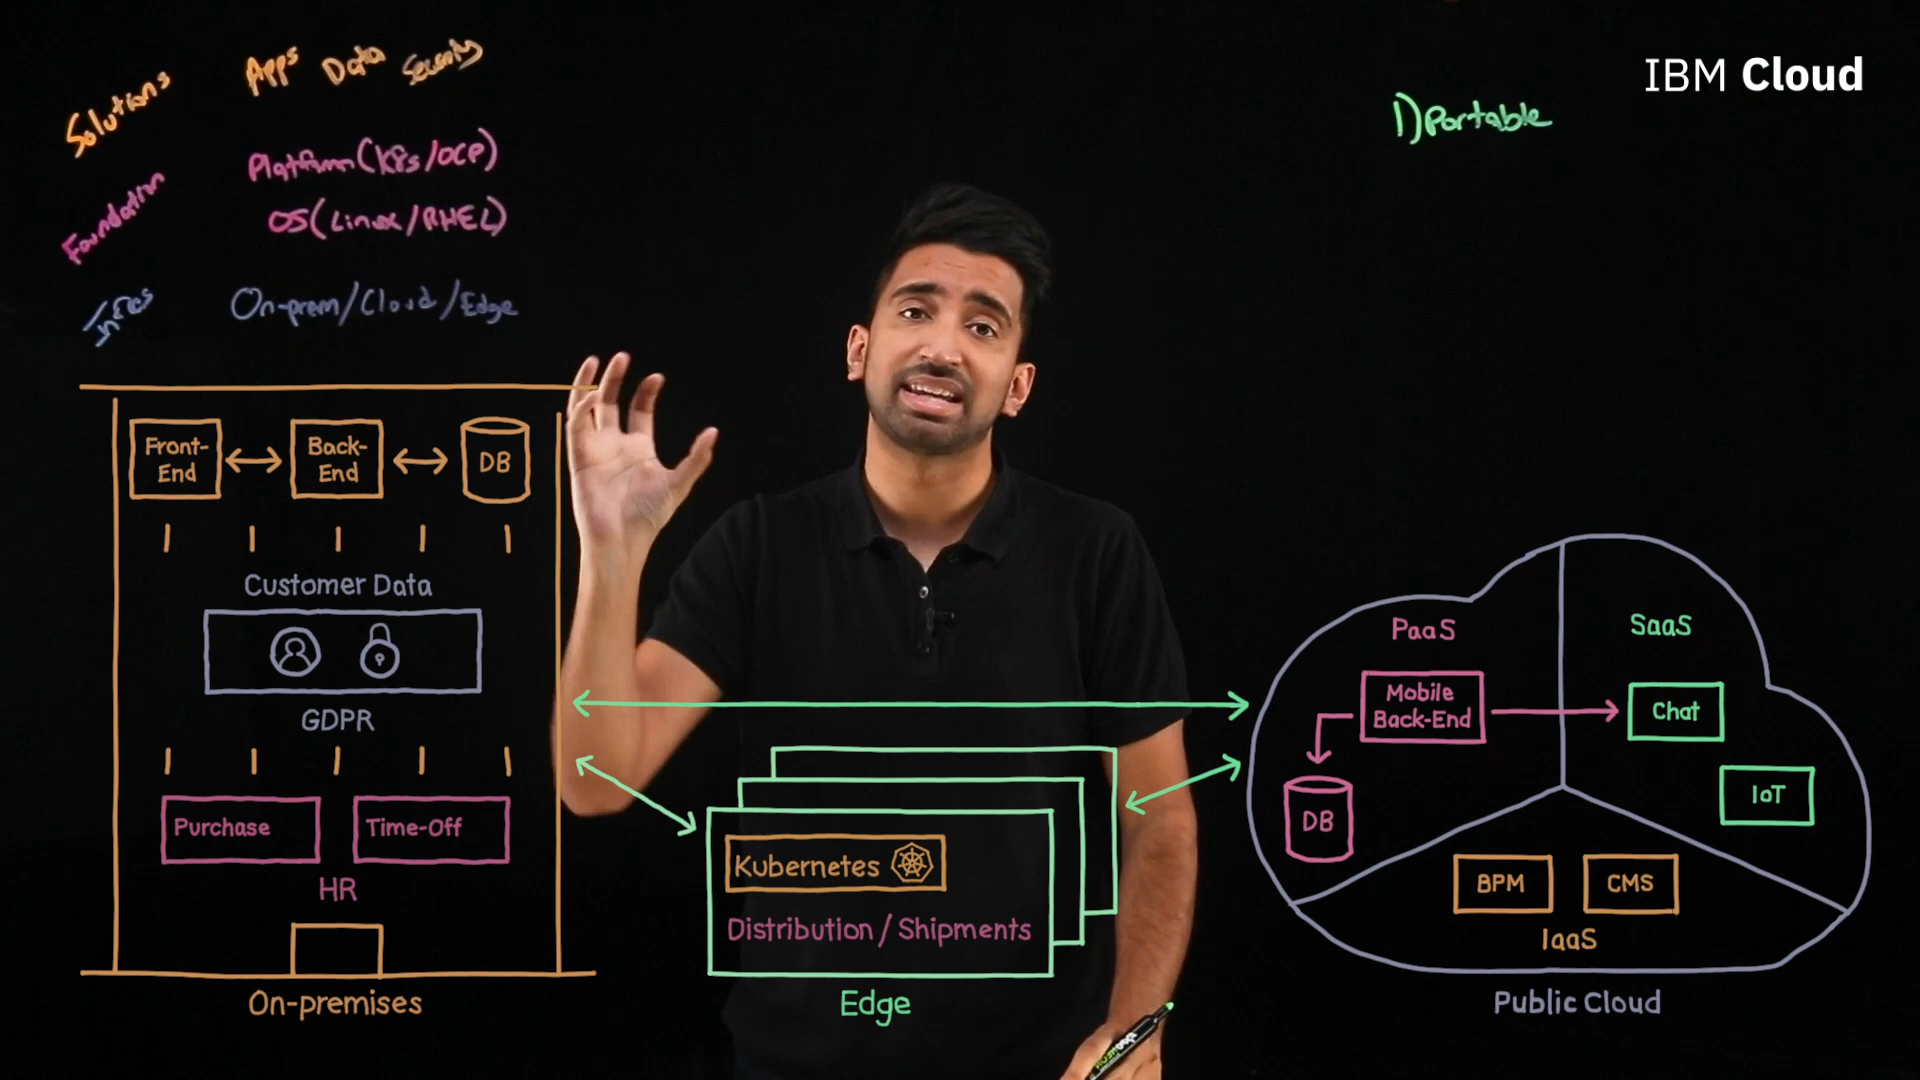 IBM Cloud
Solutions Apps Data Security
1) Portable
Foundation Platform (K8s/OCP)
OS (Linux/RHEL)
On-prem/Cloud/Edge
Front-
End
Back-
End
DB
Customer Data
GDPR
Purchase
Time-Off
HR
On-premises
Kubernetes
Distribution / Shipments
Edge
PaaS
SaaS
Mobile
Back-End
Chat
DB
IoT
BPM
CMS
IaaS
Public Cloud